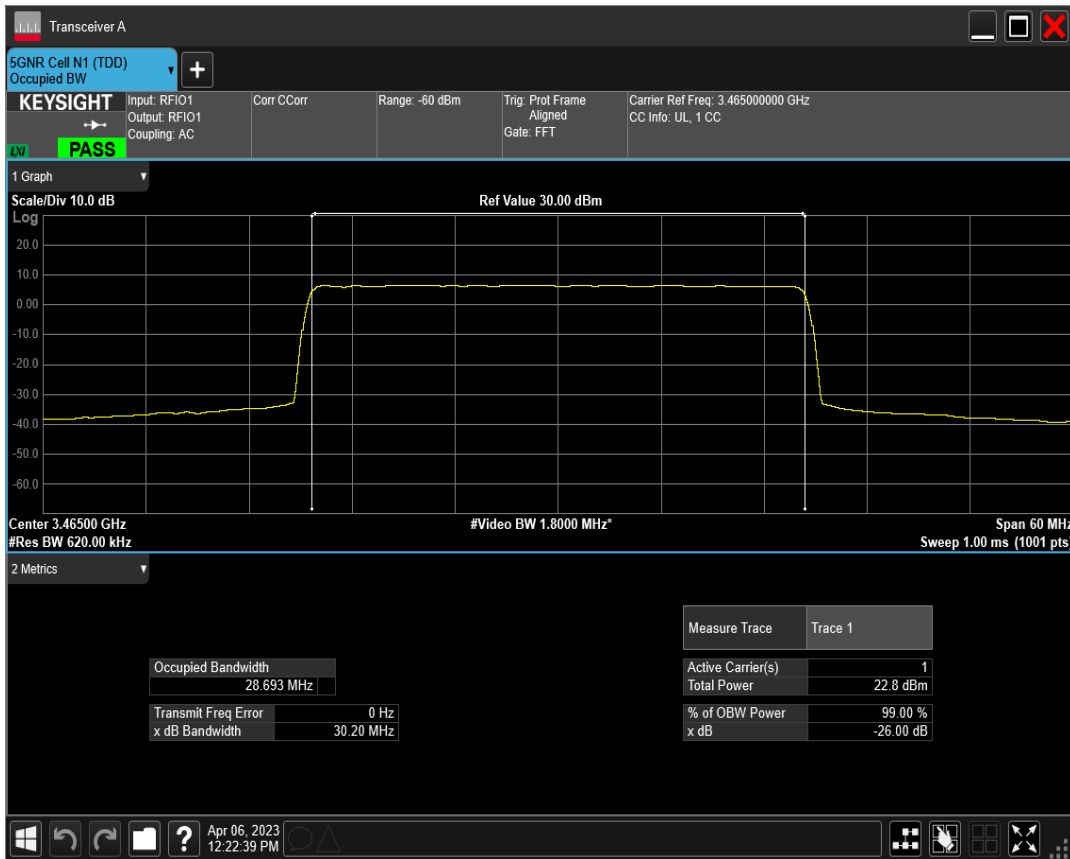 Transceiver A
5GNR Cell N1 (TDD)
Occupied BW
+
KEYSIGHT
LXI
PASS
Input: RFIO1
Output: RFIO1
Coupling: AC
Corr CCorr
Range: -60 dBm
Trig: Prot Frame
Aligned
Gate: FFT
Carrier Ref Freq: 3.465000000 GHz
CC Info: UL, 1 CC
1 Graph
Scale/Div 10.0 dB
Ref Value 30.00 dBm
Log
20.0
10.0
0.00
-10.0
-20.0
-30.0
-40.0
-50.0
-60.0
Center 3.46500 GHz
#Video BW 1.8000 MHz*
Span 60 MHz
#Res BW 620.00 kHz
Sweep 1.00 ms (1001 pts)
2 Metrics
Measure Trace Trace 1
Occupied Bandwidth
28.693 MHz
Active Carrier(s) 1
Total Power 22.8 dBm
Transmit Freq Error 0 Hz
x dB Bandwidth 30.20 MHz
% of OBW Power 99.00 %
x dB -26.00 dB
?
Apr 06, 2023
12:22:39 PM